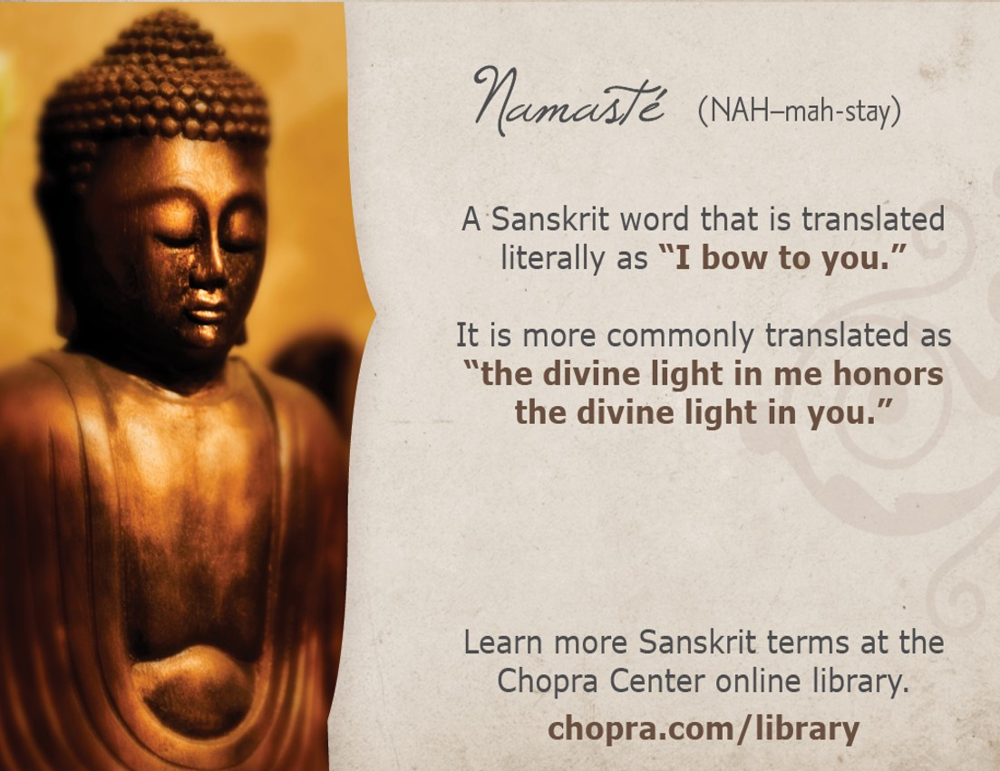 Namasté (NAH–mah-stay)
A Sanskrit word that is translated
literally as “I bow to you.”
It is more commonly translated as
“the divine light in me honors
the divine light in you.”
Learn more Sanskrit terms at the
Chopra Center online library.
chopra.com/library